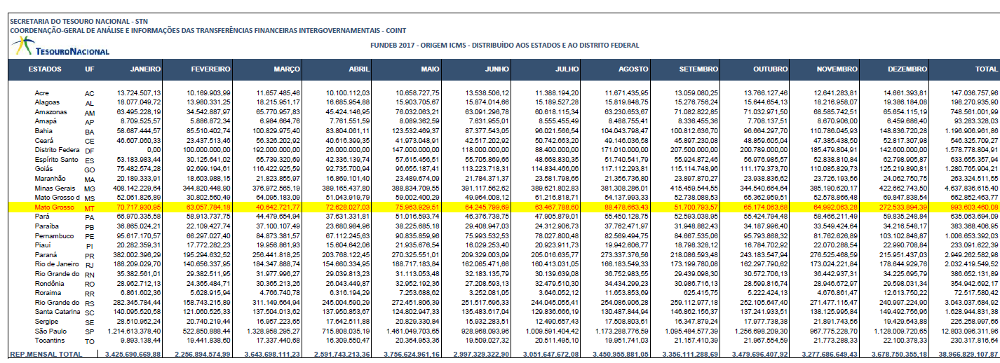 SECRETARIA DO TESOURO NACIONAL - STN
COORDENAÇÃO-GERAL DE ANÁLISE E INFORMAÇÕES DAS TRANSFERÊNCIAS FINANCEIRAS INTERGOVERNAMENTAIS - COINT
TESOURONACIONAL FUNDEB 2017 - ORIGEM ICMS - DISTRIBUÍDO AOS ESTADOS E AO DISTRITO FEDERAL
ESTADOS UF JANEIRO FEVEREIRO MARÇO ABRIL MAIO JUNHO JULHO AGOSTO SETEMBRO OUTUBRO NOVEMBRO DEZEMBRO TOTAL
Acre AC 13.724.507,13 10.169.903,99 11.657.485,46 10.100.112,03 10.658.727,75 13.538.506,12 11.388.194,20 11.671.435,95 13.059.080,25 13.766.127,46 12.641.283,81 14.661.393,81 147.036.757,96
Alagoas AL 18.077.049,72 13.980.331,25 18.215.951,17 16.685.954,88 15.903.705,67 15.874.014,66 15.189.527,28 15.819.848,75 15.276.756,24 15.644.654,13 18.216.958,07 19.386.184,08 198.270.935,90
Amazonas AM 63.495.228,19 34.542.887,97 65.770.957,83 45.424.146,95 76.032.063,21 63.091.296,78 60.618.115,34 63.230.653,67 71.082.822,85 71.032.971,50 68.585.742,51 65.654.115,19 748.561.001,99
Amapá AP 8.709.525,57 5.886.872,34 6.984.664,76 7.761.551,59 8.089.362,59 7.631.955,01 8.555.455,49 8.488.755,41 8.336.455,36 7.708.137,51 8.670.906,00 6.459.686,40 93.283.328,03
Bahia BA 58.687.444,57 85.510.402,74 100.829.975,40 83.804.061,11 123.532.469,37 87.377.543,05 96.021.566,54 104.043.798,47 100.812.636,70 96.664.297,70 110.786.045,93 148.836.720,28 1.196.906.961,86
Ceará CE 46.607.060,33 23.437.513,46 56.326.202,92 40.616.399,35 41.973.048,91 42.517.202,92 50.742.663,20 49.146.036,58 45.897.230,08 48.859.605,04 47.385.438,50 52.817.307,98 546.325.709,27
Distrito Federa DF 0,00 100.000.000,00 192.000.000,00 26.000.000,00 147.000.000,00 118.000.000,00 88.400.000,00 171.010.000,00 207.500.000,00 200.789.000,00 185.479.804,91 142.600.000,00 1.578.778.804,91
Espírito Santo ES 53.183.983,44 30.125.641,02 65.739.320,69 42.336.139,74 57.615.456,51 55.705.869,66 48.668.830,35 51.740.541,79 55.924.872,46 56.976.985,57 52.838.810,84 62.798.905,87 633.655.357,94
Goiás GO 75.482.574,28 92.699.194,61 116.422.925,59 92.735.700,94 96.655.187,41 113.223.718,31 114.834.466,06 117.112.293,81 115.114.748,96 111.179.373,70 110.085.829,73 125.219.890,81 1.280.765.904,21
Maranhão MA 20.189.333,91 18.603.988,15 21.823.855,97 16.869.101,40 23.489.674,09 21.784.371,37 23.581.798,66 21.356.736,80 23.897.870,27 23.938.836,62 23.726.193,56 24.062.750,75 263.324.511,55
Minas Gerais MG 408.142.229,64 344.820.448,90 376.972.565,19 389.165.437,80 388.834.709,55 391.117.562,62 389.621.802,83 381.308.286,01 415.459.544,55 344.540.664,64 385.190.620,17 422.662.743,50 4.637.836.615,40
Mato Grosso d MS 52.061.826,89 30.802.560,49 64.095.183,09 51.043.919,79 59.002.400,29 49.964.008,12 61.216.818,71 54.137.993,33 52.738.088,53 65.362.959,51 52.578.866,48 69.847.838,54 662.852.463,77
Mato Grosso MT 70.717.930,95 63.057.784,18 40.642.721,77 72.628.027,03 75.963.929,51 64.245.799,69 63.467.788,60 88.478.663,43 51.700.793,57 65.174.063,68 64.992.063,28 272.533.894,39 993.603.460,08
Pará PA 66.970.335,58 58.913.737,75 44.479.654,94 37.631.331,81 51.016.593,74 46.376.738,75 47.905.879,01 55.450.128,75 52.593.038,95 55.424.794,48 58.466.211,49 59.835.248,84 635.063.694,09
Paraíba PB 36.865.024,21 22.109.427,74 37.100.107,49 23.680.984,96 38.225.685,18 29.408.947,03 24.312.906,73 37.762.471,97 31.948.882,43 34.187.996,40 33.549.424,64 34.216.548,17 383.368.406,95
Pernambuco PE 95.617.170,57 66.297.027,40 84.873.381,57 67.112.245,63 90.835.859,96 75.993.532,53 78.027.800,48 82.569.494,75 84.667.535,06 95.793.868,32 81.762.626,89 103.102.848,87 1.006.653.392,03
Piauí PI 20.282.359,31 17.772.282,23 19.956.861,93 15.604.642,06 21.935.676,54 16.029.253,40 20.923.911,73 19.942.606,77 18.798.328,12 16.784.702,92 22.070.288,54 22.990.708,84 233.091.622,39
Paraná PR 382.002.396,29 195.294.632,52 256.441.818,25 203.768.122,45 270.325.551,01 209.329.003,09 205.016.635,77 273.337.376,56 218.086.593,48 243.183.547,94 276.525.468,59 215.951.437,03 2.949.262.582,98
Rio de Janeiro RJ 188.209.029,70 140.656.337,95 184.347.888,74 154.660.334,95 188.717.183,84 162.065.471,66 160.413.031,05 166.183.549,33 173.199.780,08 162.297.790,62 173.024.221,84 178.644.929,76 2.032.419.549,52
Rio Grande do RN 35.382.561,01 29.382.511,95 31.977.996,27 29.039.813,23 31.113.053,48 32.183.135,79 30.139.639,08 36.752.983,55 29.439.098,30 30.572.706,13 36.442.937,31 34.225.695,79 386.652.131,89
Rondônia RO 28.962.712,13 24.365.484,71 30.365.213,26 26.043.449,87 32.952.192,36 27.208.593,13 32.479.510,30 34.434.299,23 30.986.716,13 28.599.816,74 28.946.672,97 29.598.031,34 354.942.692,17
Roraima RR 6.861.602,36 5.628.915,94 4.766.740,78 6.316.194,29 7.253.688,62 3.252.081,05 3.646.052,12 11.653.853,69 625.415,75 5.222.424,13 4.676.861,47 12.613.750,22 72.517.580,42
Rio Grande do RS 282.345.784,44 158.743.215,89 311.149.664,94 245.004.590,29 272.451.806,39 251.517.696,33 244.045.055,41 254.086.906,28 259.112.977,18 252.105.647,40 271.477.115,47 240.997.224,90 3.043.037.684,92
Santa Catarina SC 140.095.520,58 121.060.525,33 137.504.013,62 137.950.853,67 124.802.947,33 135.483.617,04 129.836.666,19 130.487.844,94 146.862.156,37 137.241.933,51 138.125.995,84 149.492.756,96 1.628.944.831,38
Sergipe SE 28.510.962,24 20.740.219,44 16.957.223,65 17.642.511,88 20.829.330,84 15.932.283,51 12.490.657,43 17.508.803,61 16.347.879,24 17.977.738,38 21.891.743,56 19.429.643,88 226.258.997,66
São Paulo SP 1.214.613.378,40 522.850.888,44 1.328.958.295,27 715.808.035,19 1.461.049.703,65 928.968.093,96 1.009.591.404,42 1.173.288.776,59 1.095.484.577,39 1.256.698.209,30 967.775.228,70 1.128.009.720,65 12.803.096.311,96
Tocantins TO 9.893.138,44 19.441.838,60 17.337.440,68 16.309.550,47 20.364.953,36 19.509.027,32 20.511.495,10 19.951.741,03 21.157.410,39 21.967.554,59 21.773.288,33 22.100.378,33 230.317.816,64
REP.MENSAL TOTAL 3.425.690.669,88 2.256.894.574,99 3.643.698.111,23 2.591.743.213,36 3.756.624.961,16 2.997.329.322,90 3.051.647.672,08 3.450.955.881,05 3.356.111.288,69 3.479.696.407,92 3.277.686.649,43 3.678.750.355,18 38.966.829.107,87